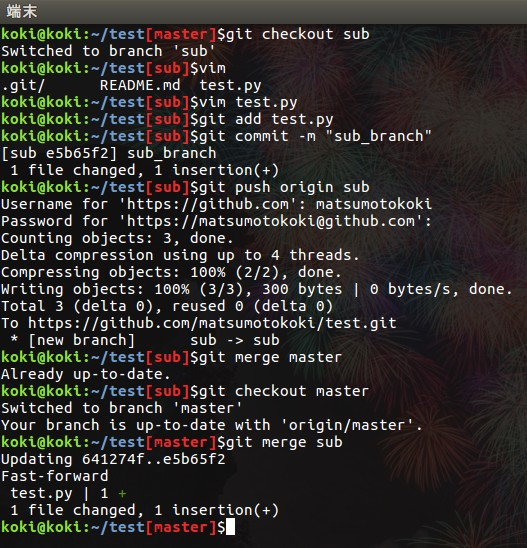 端末
koki@koki:~/test[master]$git checkout sub
Switched to branch 'sub'
koki@koki:~/test[sub]$vim
.git/      README.md  test.py
koki@koki:~/test[sub]$vim test.py
koki@koki:~/test[sub]$git add test.py
koki@koki:~/test[sub]$git commit -m "sub_branch"
[sub e5b65f2] sub_branch
 1 file changed, 1 insertion(+)
koki@koki:~/test[sub]$git push origin sub
Username for 'https://github.com': matsumotokoki
Password for 'https://matsumotokoki@github.com':
Counting objects: 3, done.
Delta compression using up to 4 threads.
Compressing objects: 100% (2/2), done.
Writing objects: 100% (3/3), 300 bytes | 0 bytes/s, done.
Total 3 (delta 0), reused 0 (delta 0)
To https://github.com/matsumotokoki/test.git
 * [new branch]      sub -> sub
koki@koki:~/test[sub]$git merge master
Already up-to-date.
koki@koki:~/test[sub]$git checkout master
Switched to branch 'master'
Your branch is up-to-date with 'origin/master'.
koki@koki:~/test[master]$git merge sub
Updating 641274f..e5b65f2
Fast-forward
 test.py | 1 +
 1 file changed, 1 insertion(+)
koki@koki:~/test[master]$